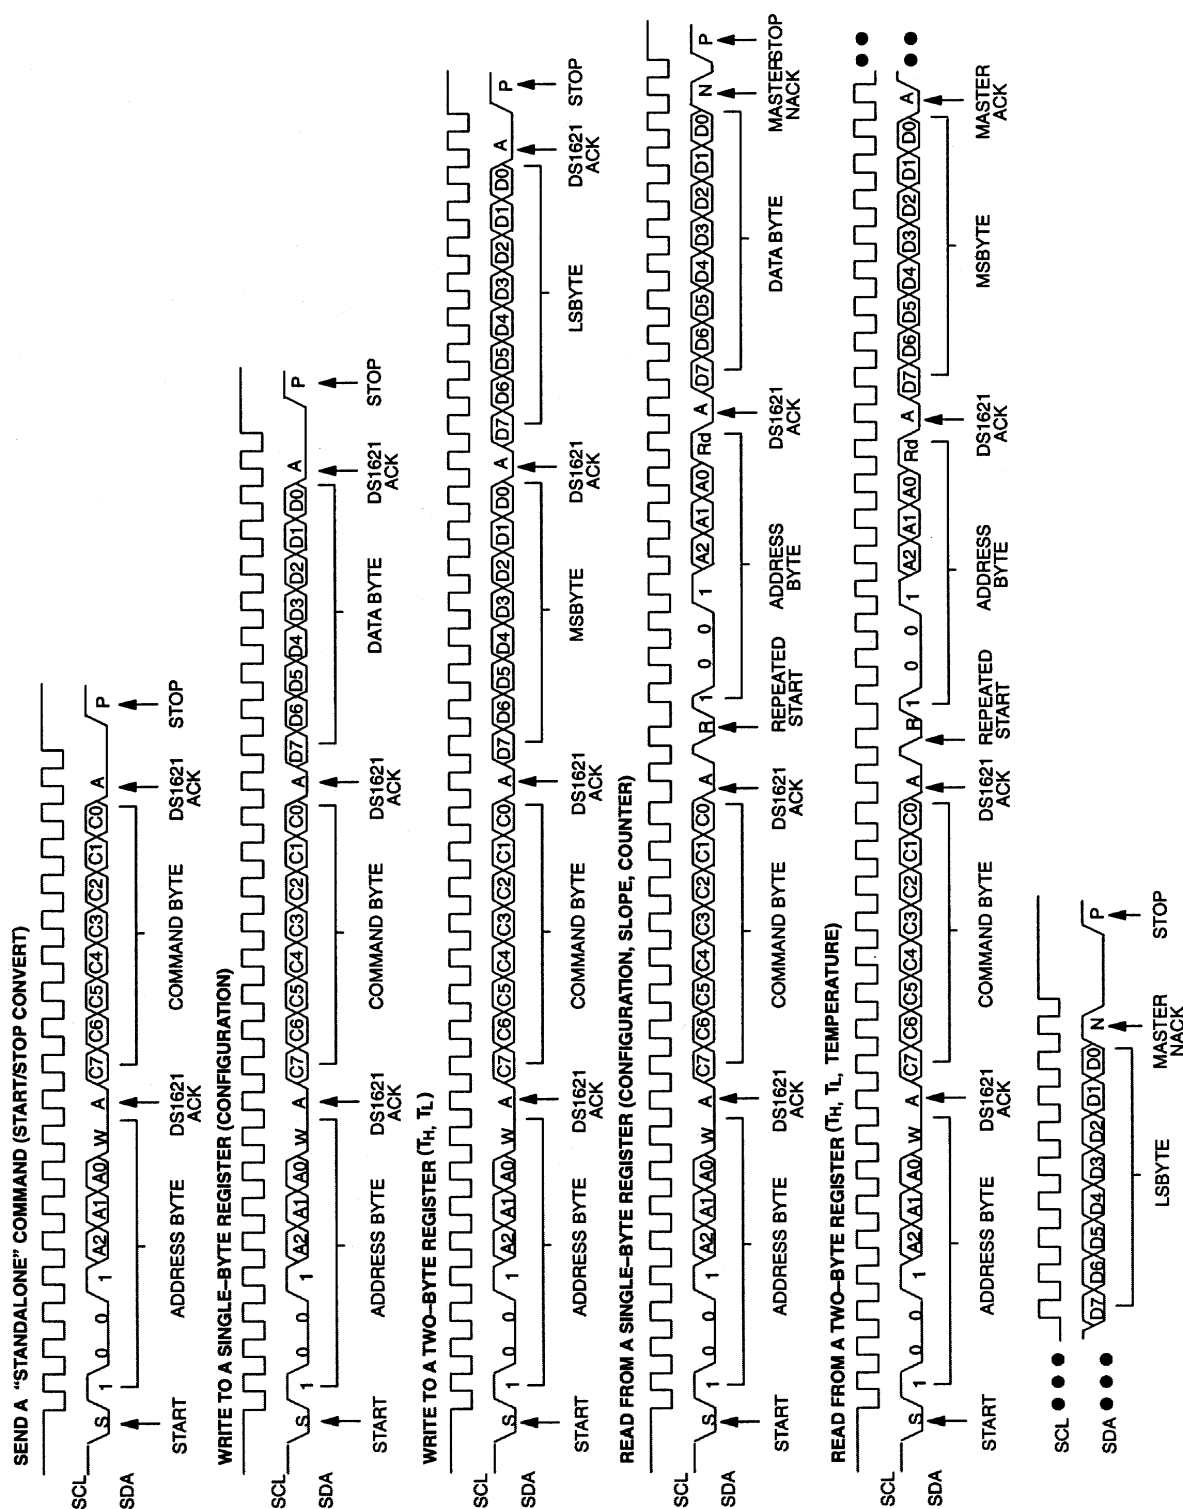 SEND A "STANDALONE" COMMAND (START/STOP CONVERT)
SCL
SDA
S 1 0 0 1 A2 A1 A0 W A C7 C6 C5 C4 C3 C2 C1 C0 A P
START ADDRESS BYTE DS1621 ACK COMMAND BYTE DS1621 ACK STOP
WRITE TO A SINGLE–BYTE REGISTER (CONFIGURATION)
SCL
SDA
S 1 0 0 1 A2 A1 A0 W A C7 C6 C5 C4 C3 C2 C1 C0 A D7 D6 D5 D4 D3 D2 D1 D0 A P
START ADDRESS BYTE DS1621 ACK COMMAND BYTE DS1621 ACK DATA BYTE DS1621 ACK STOP
WRITE TO A TWO–BYTE REGISTER (TH, TL)
SCL
SDA
S 1 0 0 1 A2 A1 A0 W A C7 C6 C5 C4 C3 C2 C1 C0 A D7 D6 D5 D4 D3 D2 D1 D0 A D7 D6 D5 D4 D3 D2 D1 D0 A P
START ADDRESS BYTE DS1621 ACK COMMAND BYTE DS1621 ACK MSBYTE DS1621 ACK LSBYTE DS1621 ACK STOP
READ FROM A SINGLE–BYTE REGISTER (CONFIGURATION, SLOPE, COUNTER)
SCL
SDA
S 1 0 0 1 A2 A1 A0 W A C7 C6 C5 C4 C3 C2 C1 C0 A R 1 0 0 1 A2 A1 A0 Rd A D7 D6 D5 D4 D3 D2 D1 D0 N P
START ADDRESS BYTE DS1621 ACK COMMAND BYTE DS1621 ACK REPEATED START ADDRESS BYTE DS1621 ACK DATA BYTE MASTER NACK STOP
READ FROM A TWO–BYTE REGISTER (TH, TL, TEMPERATURE)
SCL
SDA
S 1 0 0 1 A2 A1 A0 W A C7 C6 C5 C4 C3 C2 C1 C0 A R 1 0 0 1 A2 A1 A0 Rd A D7 D6 D5 D4 D3 D2 D1 D0 A
START ADDRESS BYTE DS1621 ACK COMMAND BYTE DS1621 ACK REPEATED START ADDRESS BYTE DS1621 ACK MSBYTE MASTER ACK
SCL
SDA
D7 D6 D5 D4 D3 D2 D1 D0 N P
LSBYTE MASTER NACK STOP